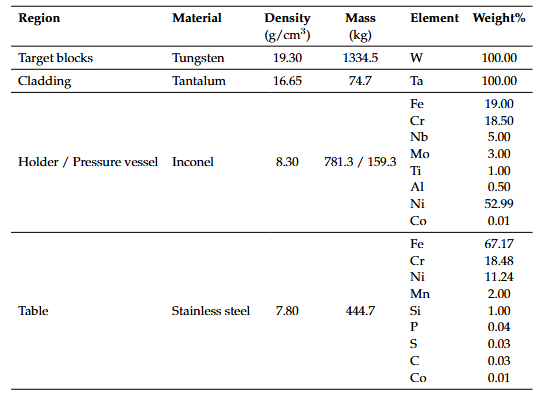 Region Material Density (g/cm³) Mass (kg) Element Weight%
Target blocks Tungsten 19.30 1334.5 W 100.00
Cladding Tantalum 16.65 74.7 Ta 100.00
Fe 19.00
Cr 18.50
Nb 5.00
Mo 3.00
Holder / Pressure vessel Inconel 8.30 781.3 / 159.3
Ti 1.00
Al 0.50
Ni 52.99
Co 0.01
Fe 67.17
Cr 18.48
Ni 11.24
Mn 2.00
Table Stainless steel 7.80 444.7 Si 1.00
P 0.04
S 0.03
C 0.03
Co 0.01